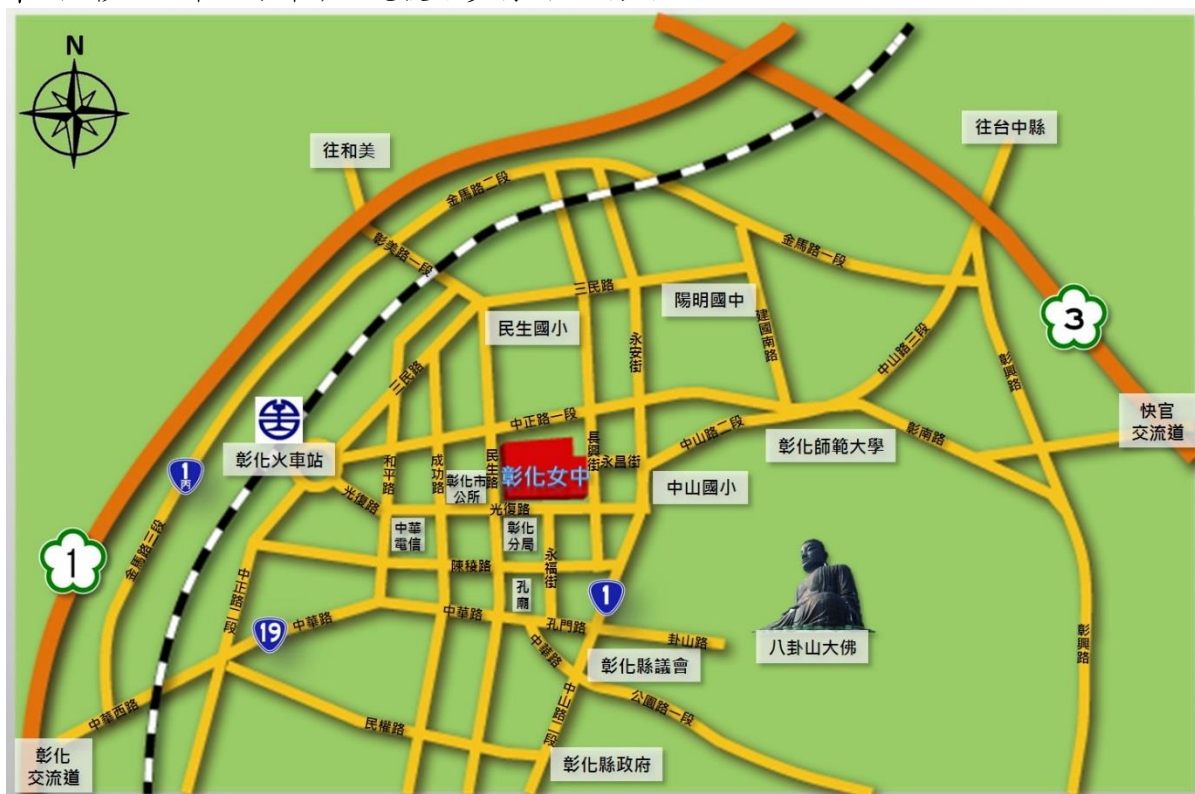 N
往和美
往台中縣
金馬路二段
彰美路一段
金馬路一段
三民路
陽明國中
3
民生國小
永安街
建國南路
中山路三段
彰興路
三民路
中正路一段
快官
交流道
彰化火車站
和平路
成功路
民生路
彰化女中
長興街
永昌街
中山路二段
彰化師範大學
彰南路
1
丙
彰化市
公所
中山國小
光復路
光復路
中華
電信
彰化
分局
永福街
1
金馬路三段
陳稜路
孔廟
1
中正路二段
19
中華路
中華路
孔門路
卦山路
八卦山大佛
彰興路
中華路
彰化縣議會
中華西路
公園路一段
民權路
中山路一段
彰化
交流道
彰化縣政府